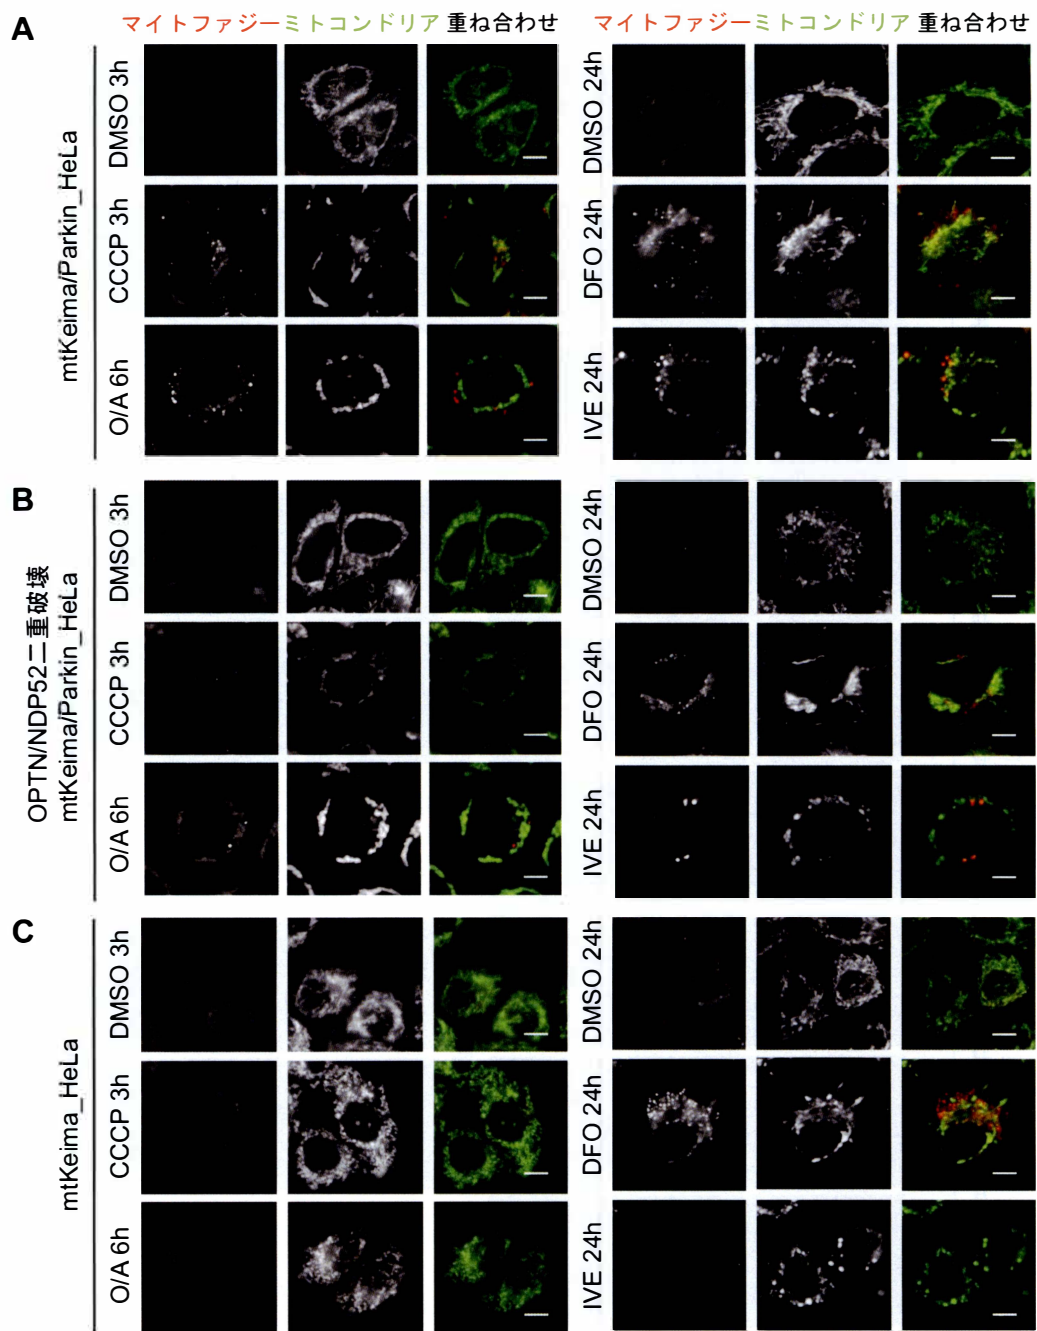 A
マイトファジー ミトコンドリア 重ね合わせ
マイトファジー ミトコンドリア 重ね合わせ
mtKeima/Parkin_HeLa
DMSO 3h
DMSO 24h
CCCP 3h
DFO 24h
O/A 6h
IVE 24h
B
OPTN/NDP52二重破壊
mtKeima/Parkin_HeLa
DMSO 3h
DMSO 24h
CCCP 3h
DFO 24h
O/A 6h
IVE 24h
C
mtKeima_HeLa
DMSO 3h
DMSO 24h
CCCP 3h
DFO 24h
O/A 6h
IVE 24h